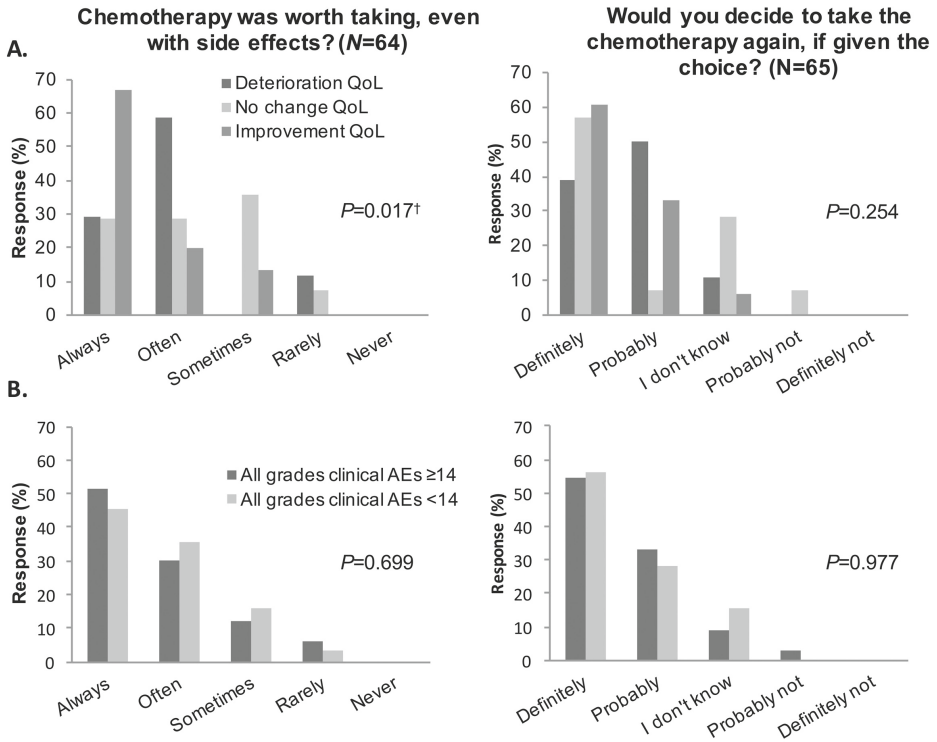 Chemotherapy was worth taking, even
with side effects? (N=64)
Would you decide to take the
chemotherapy again, if given the
choice? (N=65)
A.
70
60
50
40
30
20
10
0
Response (%)
Deterioration QoL
No change QoL
Improvement QoL
P=0.017†
Always
Often
Sometimes
Rarely
Never
70
60
50
40
30
20
10
0
Response (%)
P=0.254
Definitely
Probably
I don't know
Probably not
Definitely not
B.
70
60
50
40
30
20
10
0
Response (%)
All grades clinical AEs ≥14
All grades clinical AEs <14
P=0.699
Always
Often
Sometimes
Rarely
Never
70
60
50
40
30
20
10
0
Response (%)
P=0.977
Definitely
Probably
I don't know
Probably not
Definitely not